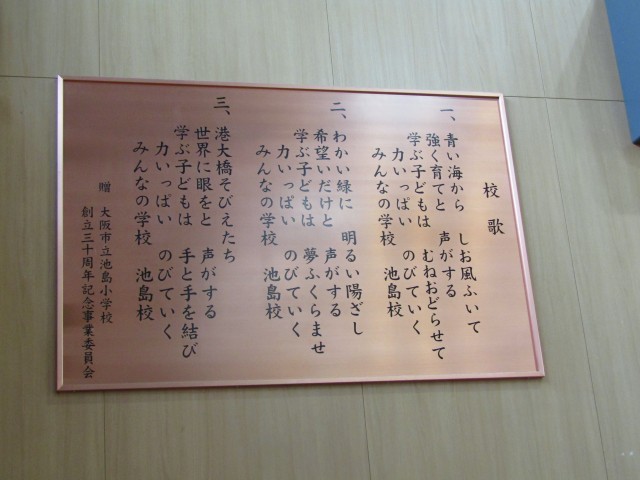 校歌
一、青い海から しお風ふいて
強く育てと 声がする
学ぶ子どもは むねおどらせて
力いっぱい のびていく
みんなの学校 池島校
二、わかい緑に 明るい陽ざし
希望いだけと 声がする
学ぶ子どもは 夢ふくらませ
力いっぱい のびていく
みんなの学校 池島校
三、港大橋そびえたち
世界に眼をと 声がする
学ぶ子どもは 手と手を結び
力いっぱい のびていく
みんなの学校 池島校
贈 大阪市立池島小学校
創立三十周年記念事業委員会